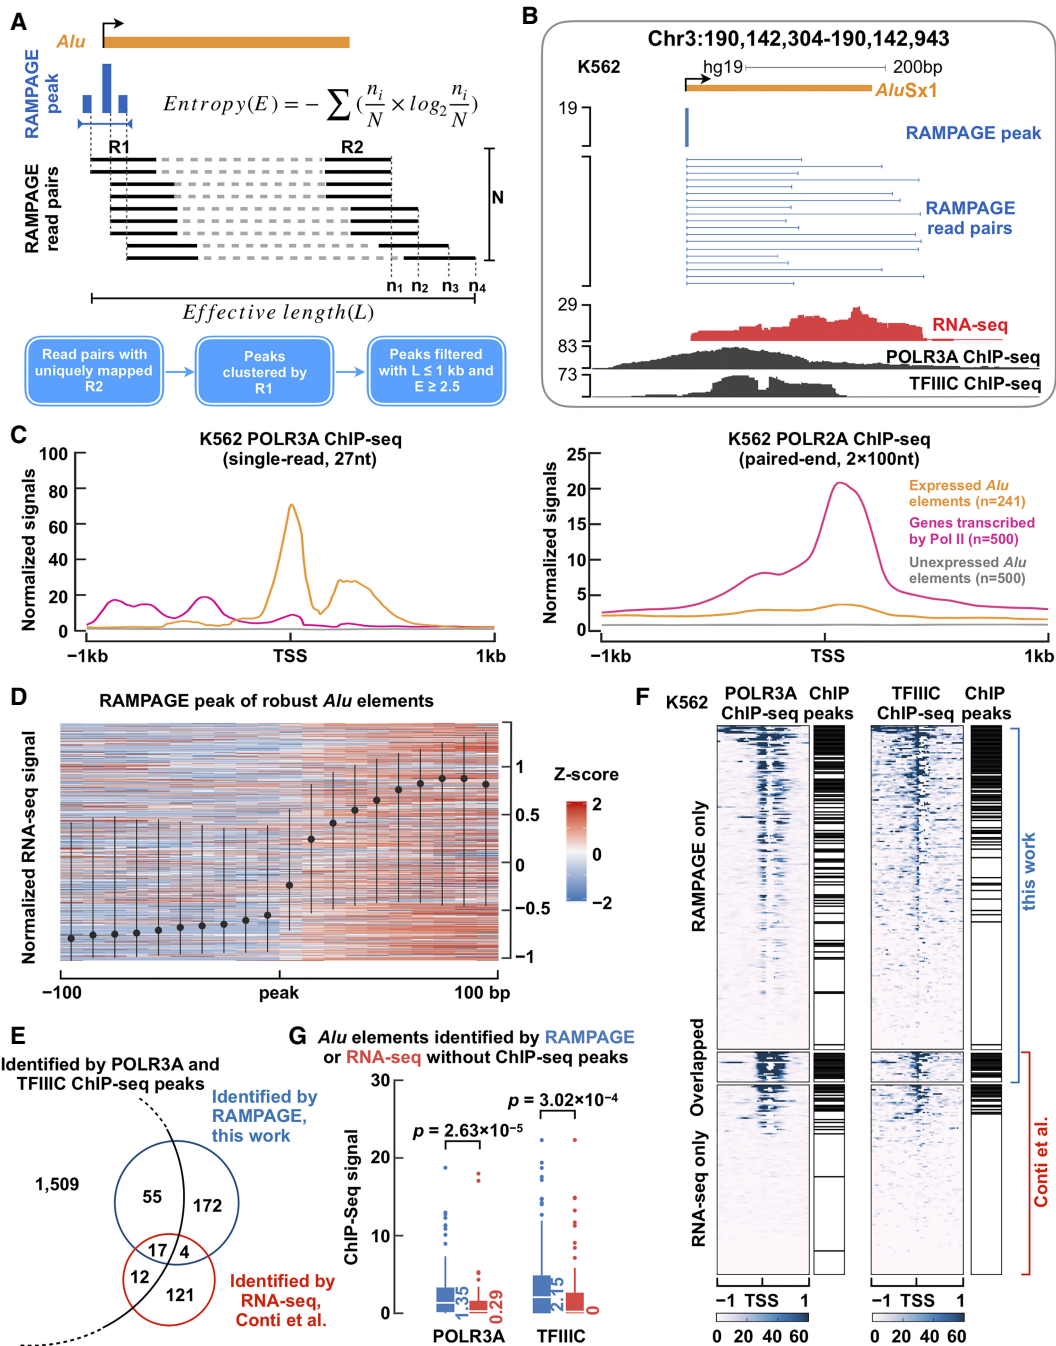 A
Alu
RAMPAGE
peak
Entropy(E) = − ∑ (n_i/N × log_2 n_i/N)
R1
R2
RAMPAGE
read pairs
N
n1 n2 n3 n4
Effective length(L)
Read pairs with
uniquely mapped
R2
Peaks
clustered by
R1
Peaks filtered
with L ≤ 1 kb and
E ≥ 2.5
B
Chr3:190,142,304-190,142,943
K562
hg19
200bp
AluSx1
19
RAMPAGE peak
RAMPAGE
read pairs
29
RNA-seq
83
POLR3A ChIP-seq
73
TFIIIC ChIP-seq
C
K562 POLR3A ChIP-seq
(single-read, 27nt)
Normalized signals
100
80
60
40
20
0
−1kb
TSS
1kb
K562 POLR2A ChIP-seq
(paired-end, 2×100nt)
Normalized signals
25
20
15
10
5
0
Expressed Alu
elements (n=241)
Genes transcribed
by Pol II (n=500)
Unexpressed Alu
elements (n=500)
−1kb
TSS
1kb
D
RAMPAGE peak of robust Alu elements
Normalized RNA-seq signal
1
0.5
0
−0.5
−1
Z-score
2
0
−2
−100
peak
100 bp
E
Identified by POLR3A and
TFIIIC ChIP-seq peaks
Identified by
RAMPAGE,
this work
1,509
55
172
17
4
12
121
Identified by
RNA-seq,
Conti et al.
F
K562
POLR3A
ChIP-seq
ChIP
peaks
TFIIIC
ChIP-seq
ChIP
peaks
RAMPAGE only
Overlapped
RNA-seq only
this work
Conti et al.
−1 TSS 1
−1 TSS 1
0 20 40 60
0 20 40 60
G
Alu elements identified by RAMPAGE
or RNA-seq without ChIP-seq peaks
ChIP-Seq signal
30
20
10
0
p = 2.63×10−5
p = 3.02×10−4
1.35
0.29
2.15
0
POLR3A
TFIIIC